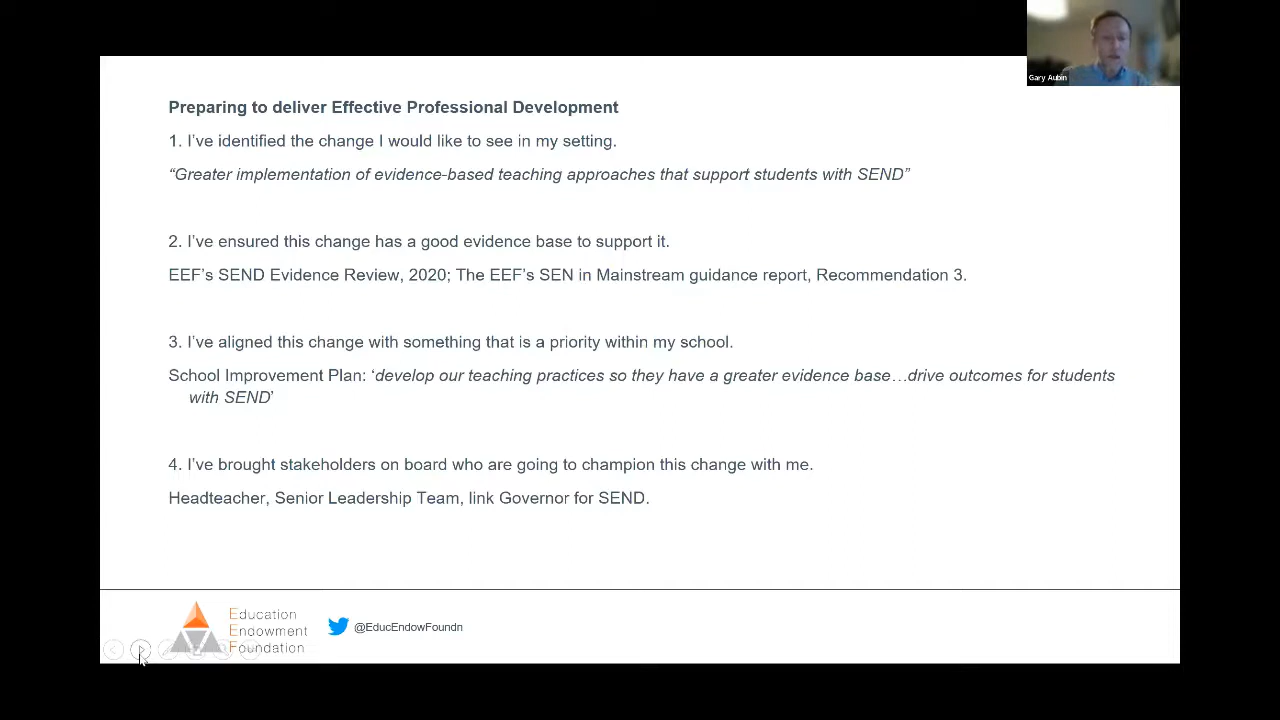 Gary Aubin
Preparing to deliver Effective Professional Development
1. I've identified the change I would like to see in my setting.
“Greater implementation of evidence-based teaching approaches that support students with SEND”
2. I've ensured this change has a good evidence base to support it.
EEF's SEND Evidence Review, 2020; The EEF's SEN in Mainstream guidance report, Recommendation 3.
3. I've aligned this change with something that is a priority within my school.
School Improvement Plan: ‘develop our teaching practices so they have a greater evidence base…drive outcomes for students
with SEND’
4. I've brought stakeholders on board who are going to champion this change with me.
Headteacher, Senior Leadership Team, link Governor for SEND.
Education
Endowment
Foundation
@EducEndowFoundn